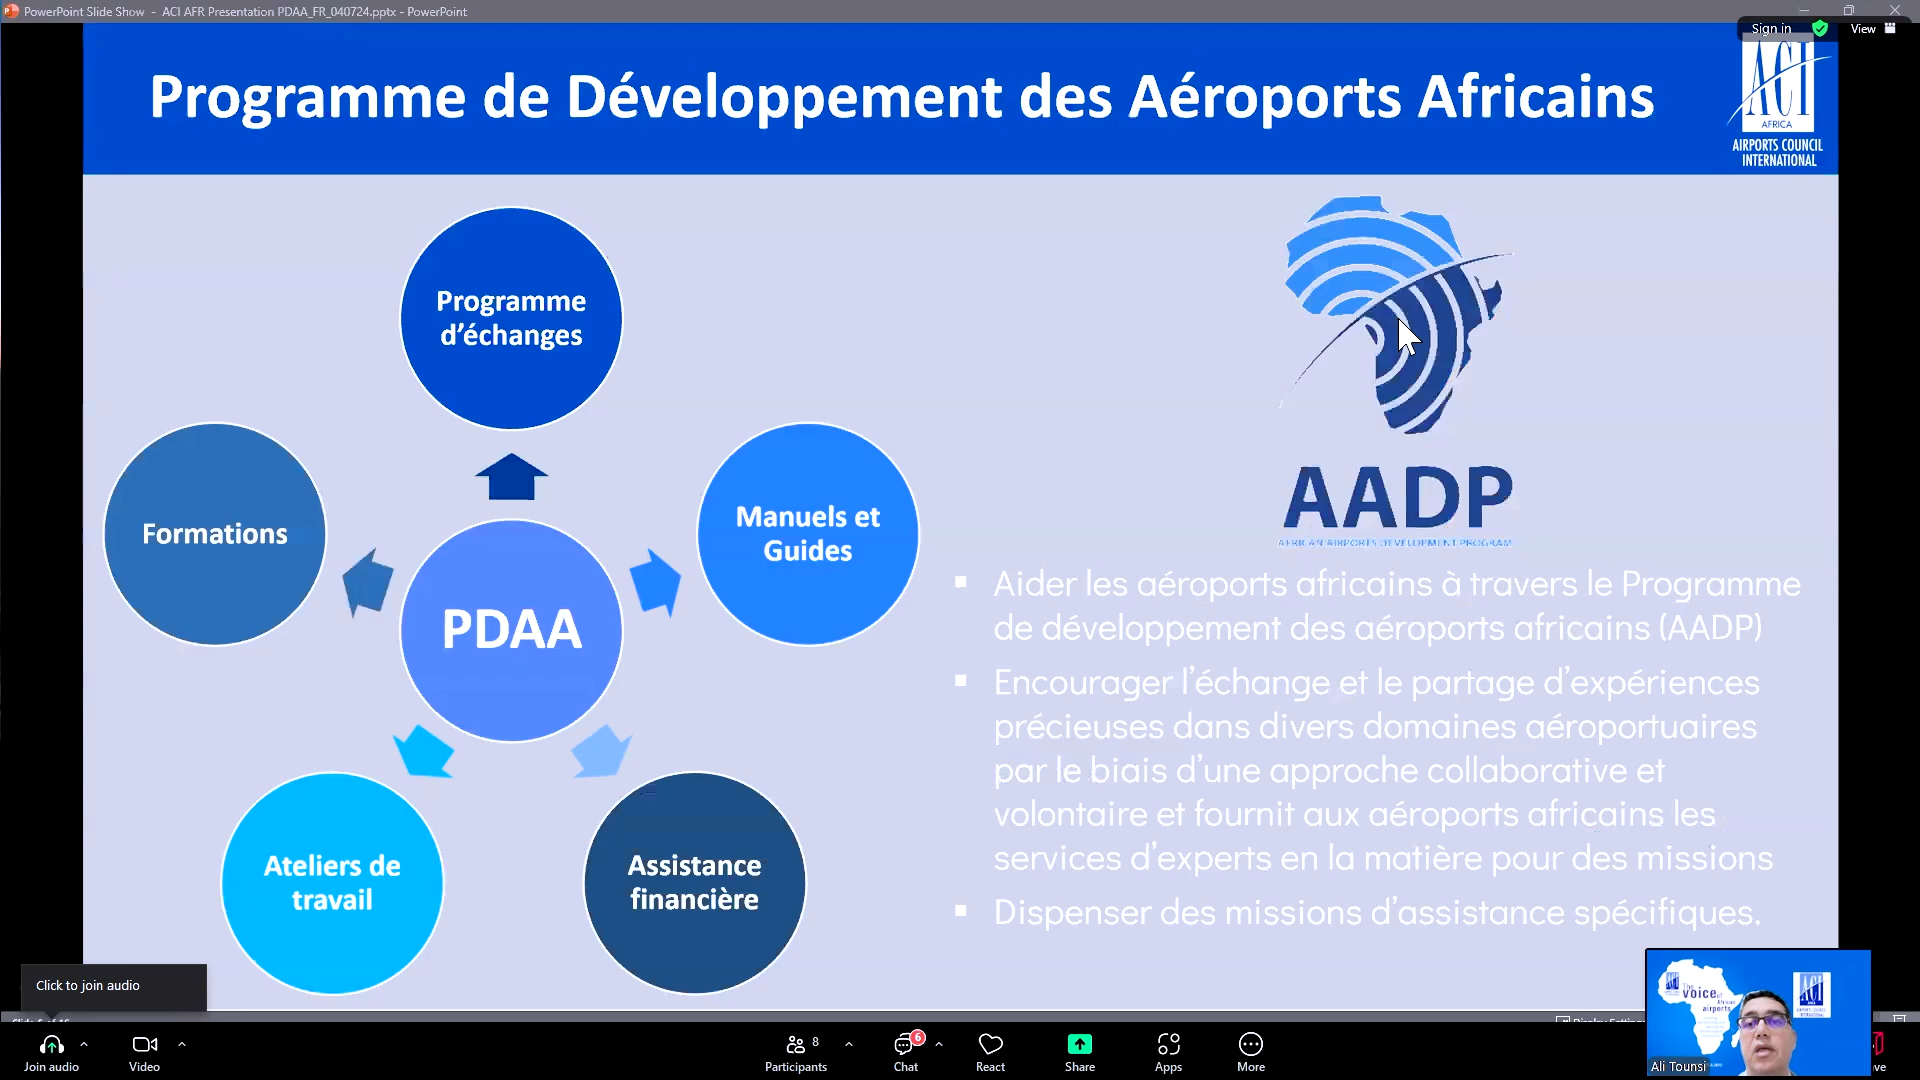 PowerPoint Slide Show - ACI AFR Presentation PDAA_FR_040724.pptx - PowerPoint
Sign in
View
Programme de Développement des Aéroports Africains
ACI
AFRICA
AIRPORTS COUNCIL
INTERNATIONAL
Programme
d'échanges
Formations
Manuels et
Guides
PDAA
Ateliers de
travail
Assistance
financière
AADP
AFRICAN AIRPORTS DEVELOPMENT PROGRAM
▪ Aider les aéroports africains à travers le Programme
de développement des aéroports africains (AADP)
▪ Encourager l'échange et le partage d'expériences
précieuses dans divers domaines aéroportuaires
par le biais d'une approche collaborative et
volontaire et fournit aux aéroports africains les
services d'experts en la matière pour des missions
▪ Dispenser des missions d'assistance spécifiques.
Click to join audio
The
voice of
African
airports
ACI
Ali Tounsi
Join audio
Video
8
Participants
6
Chat
React
Share
Apps
More